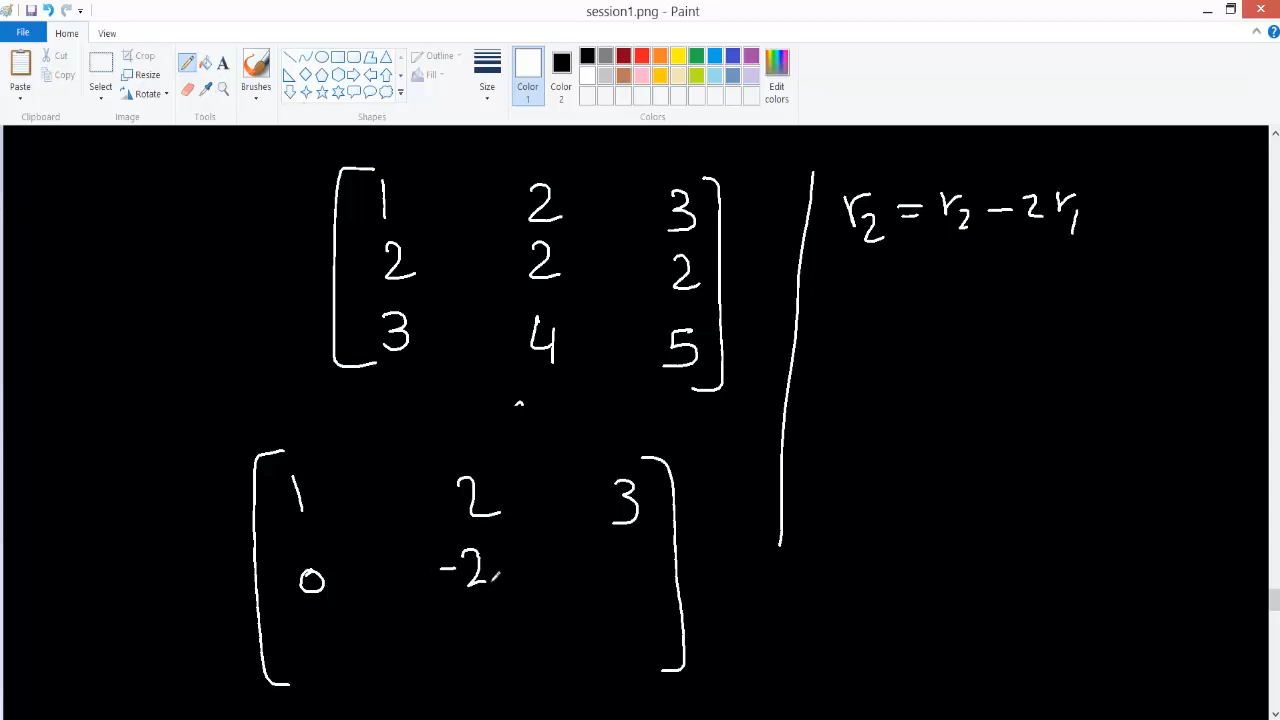 session1.png - Paint
File Home View
Paste Cut Copy Clipboard
Select Crop Resize Rotate Image
Tools
Brushes
Outline Fill Shapes
Size
Color 1 Color 2 Edit colors Colors
1 2 3
2 2 2
3 4 5
r2 = r2 - 2r1
1 2 3
0 -2